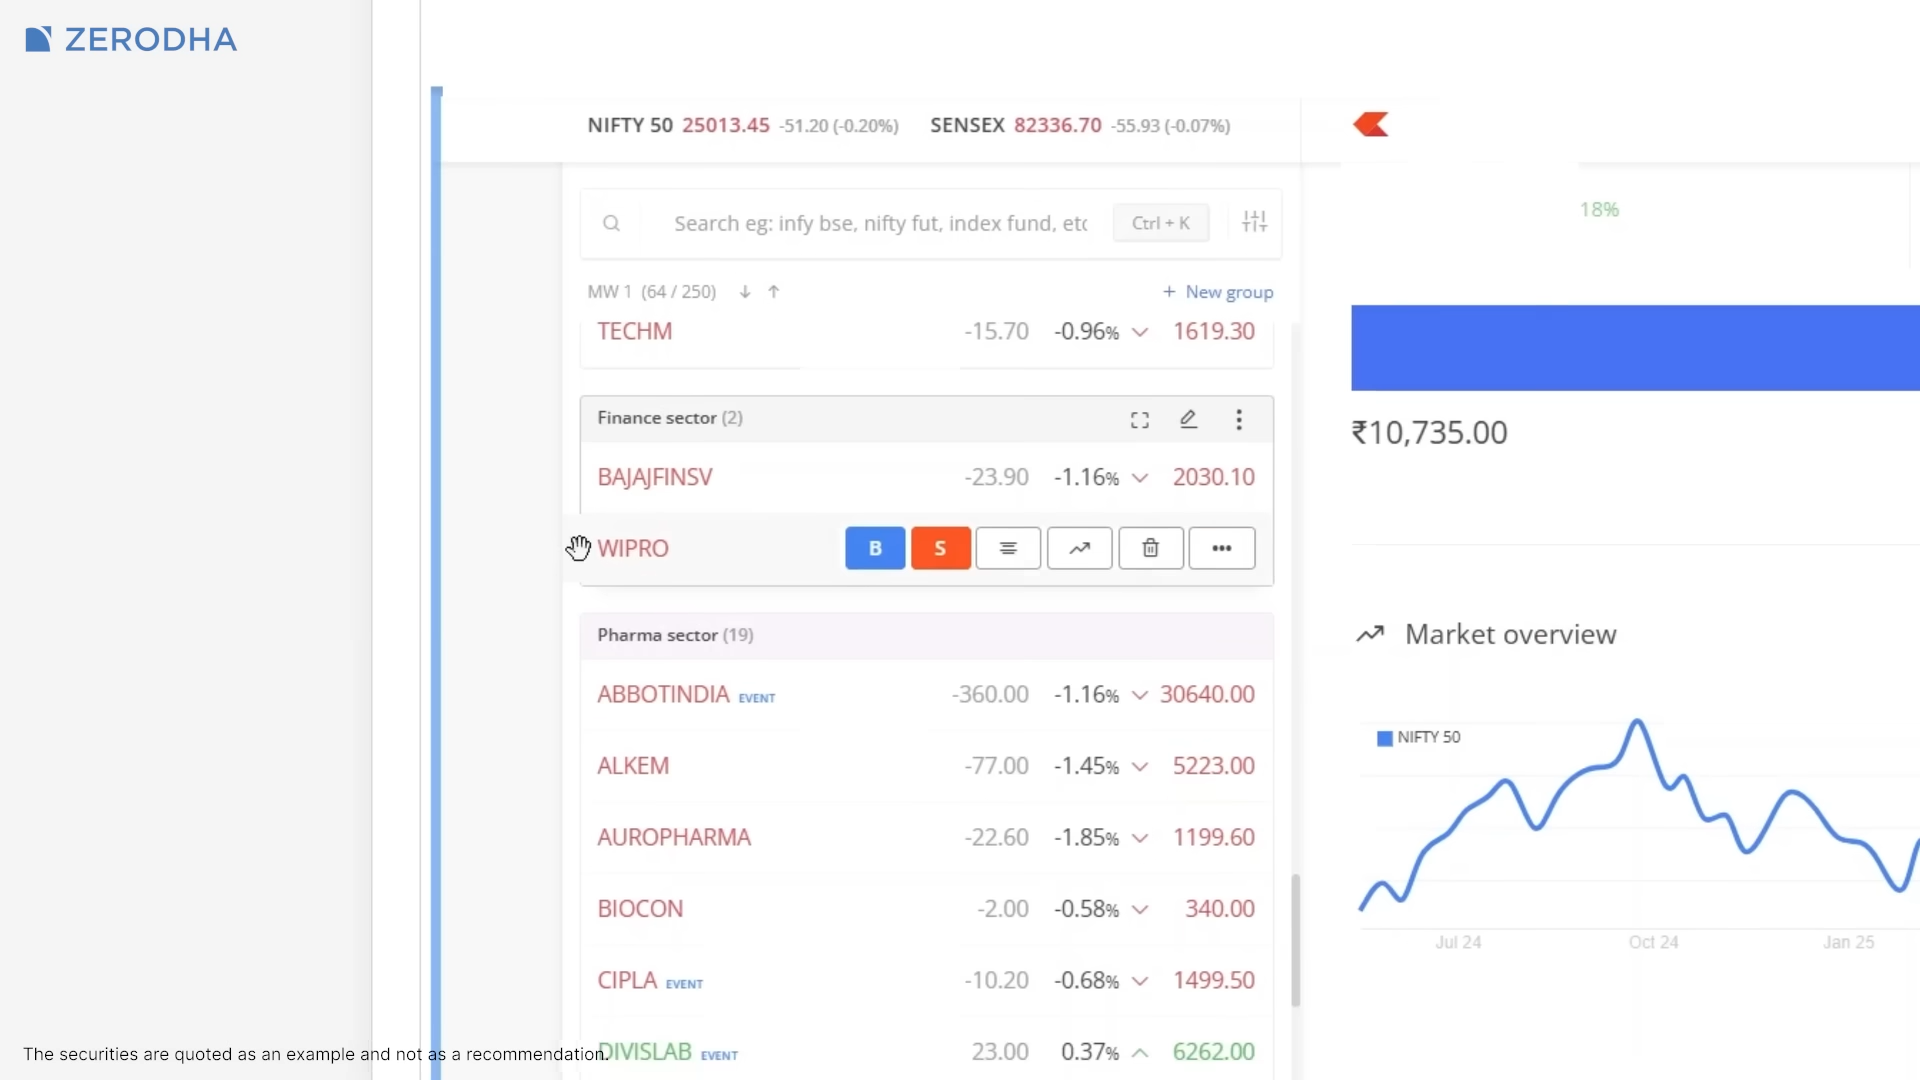 ZERODHA
NIFTY 50 25013.45 -51.20 (-0.20%) SENSEX 82336.70 -55.93 (-0.07%)
Search eg: infy bse, nifty fut, index fund, etc Ctrl + K
18%
MW 1 (64 / 250) + New group
TECHM -15.70 -0.96% 1619.30
Finance sector (2)
₹10,735.00
BAJAJFINSV -23.90 -1.16% 2030.10
WIPRO B S
Pharma sector (19)
Market overview
ABBOTINDIA EVENT -360.00 -1.16% 30640.00
NIFTY 50
ALKEM -77.00 -1.45% 5223.00
AUROPHARMA -22.60 -1.85% 1199.60
BIOCON -2.00 -0.58% 340.00
Jul 24 Oct 24 Jan 25
CIPLA EVENT -10.20 -0.68% 1499.50
DIVISLAB EVENT 23.00 0.37% 6262.00
The securities are quoted as an example and not as a recommendation.